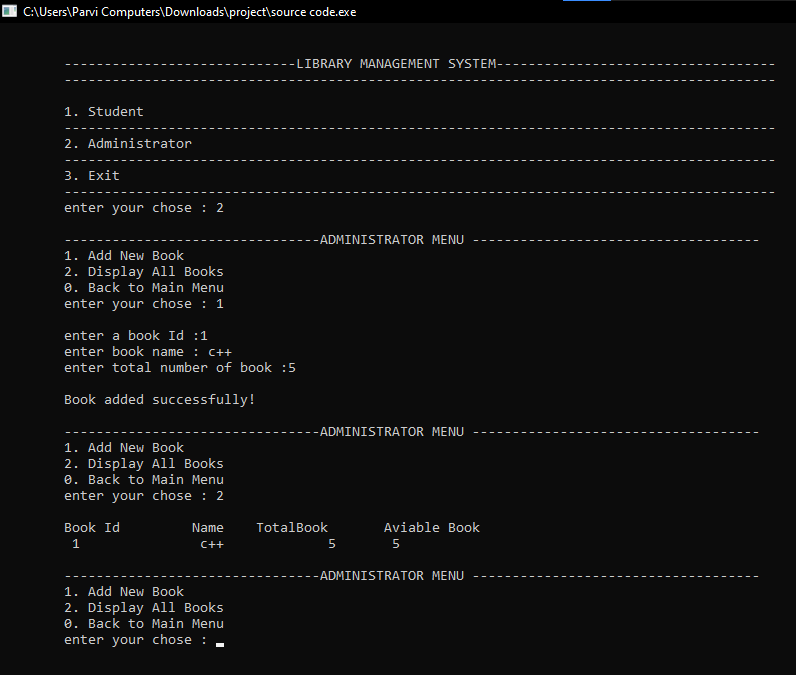 C:\Users\Parvi Computers\Downloads\project\source code.exe
-----------------------------LIBRARY MANAGEMENT SYSTEM-----------------------------------
-----------------------------------------------------------------------------------------
1. Student
-----------------------------------------------------------------------------------------
2. Administrator
-----------------------------------------------------------------------------------------
3. Exit
-----------------------------------------------------------------------------------------
enter your chose : 2
--------------------------------ADMINISTRATOR MENU ------------------------------------
1. Add New Book
2. Display All Books
0. Back to Main Menu
enter your chose : 1
enter a book Id :1
enter book name : c++
enter total number of book :5
Book added successfully!
--------------------------------ADMINISTRATOR MENU ------------------------------------
1. Add New Book
2. Display All Books
0. Back to Main Menu
enter your chose : 2
Book Id         Name    TotalBook       Aviable Book
 1               c++             5       5
--------------------------------ADMINISTRATOR MENU ------------------------------------
1. Add New Book
2. Display All Books
0. Back to Main Menu
enter your chose :